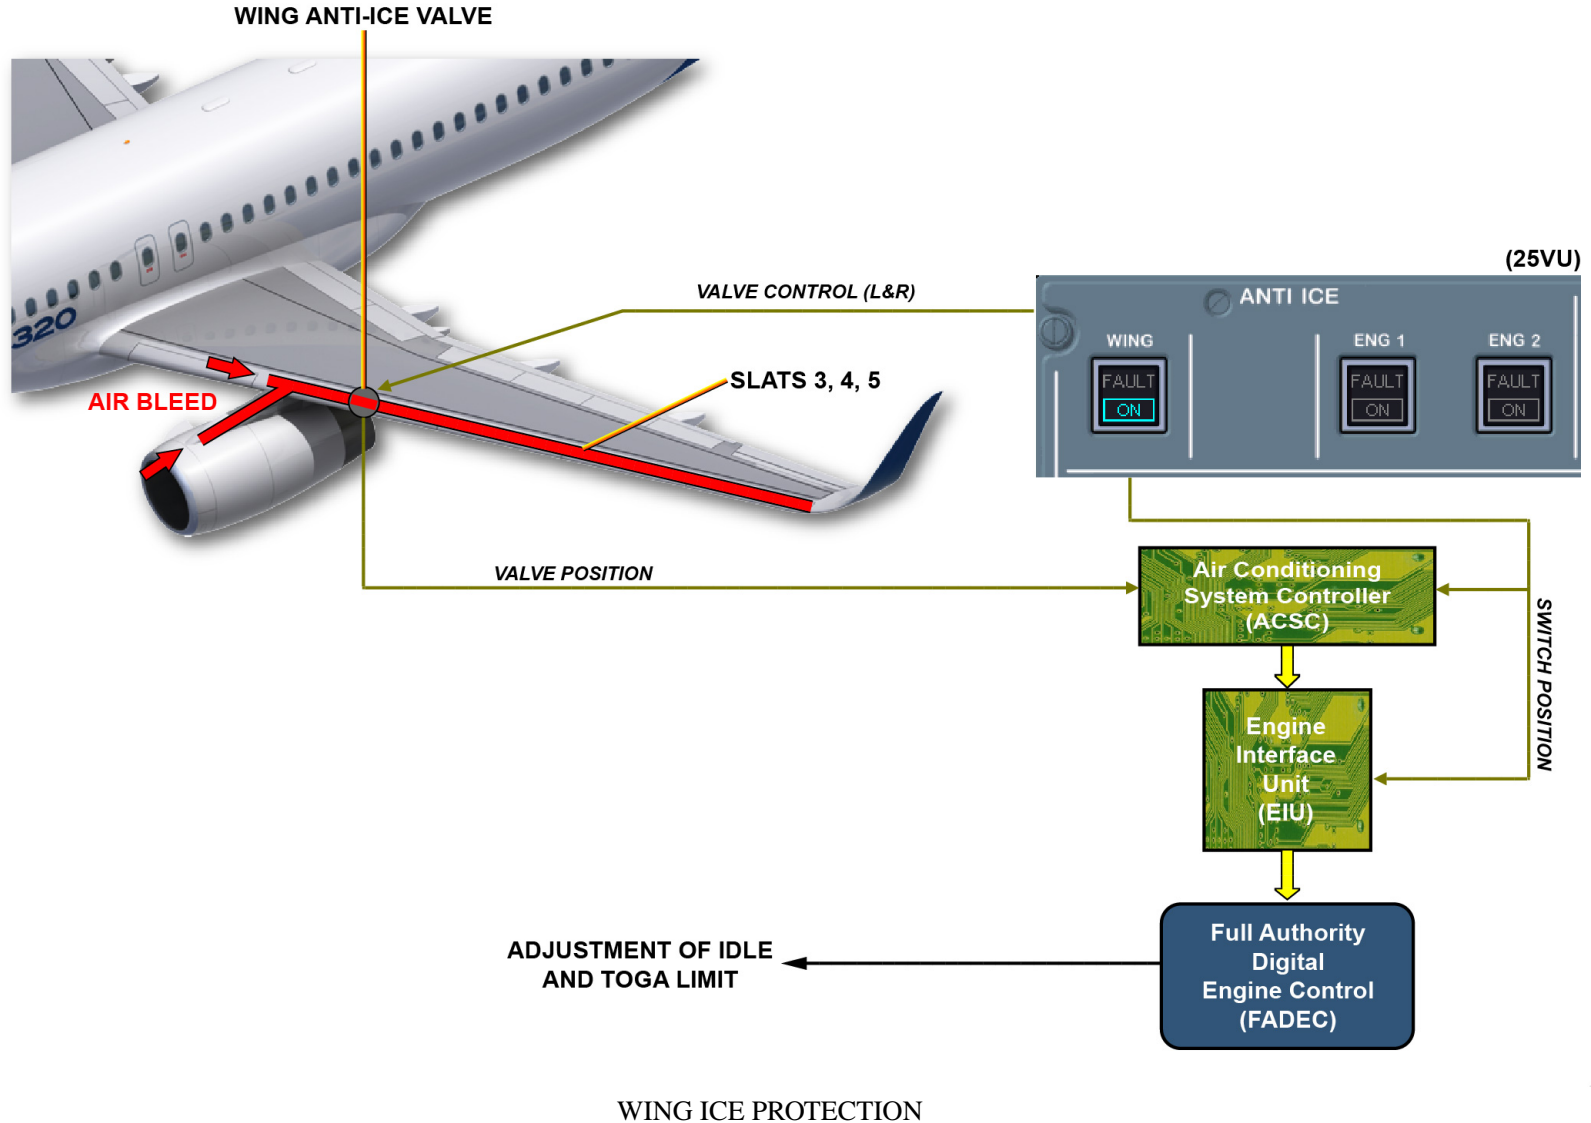 WING ANTI-ICE VALVE
(25VU)
VALVE CONTROL (L&R)
ANTI ICE
WING
ENG 1
ENG 2
320
SLATS 3, 4, 5
FAULT
FAULT
FAULT
AIR BLEED
ON
ON
ON
VALVE POSITION
Air Conditioning
System Controller
(ACSC)
SWITCH POSITION
Engine
Interface
Unit
(EIU)
Full Authority
Digital
Engine Control
(FADEC)
ADJUSTMENT OF IDLE
AND TOGA LIMIT
WING ICE PROTECTION